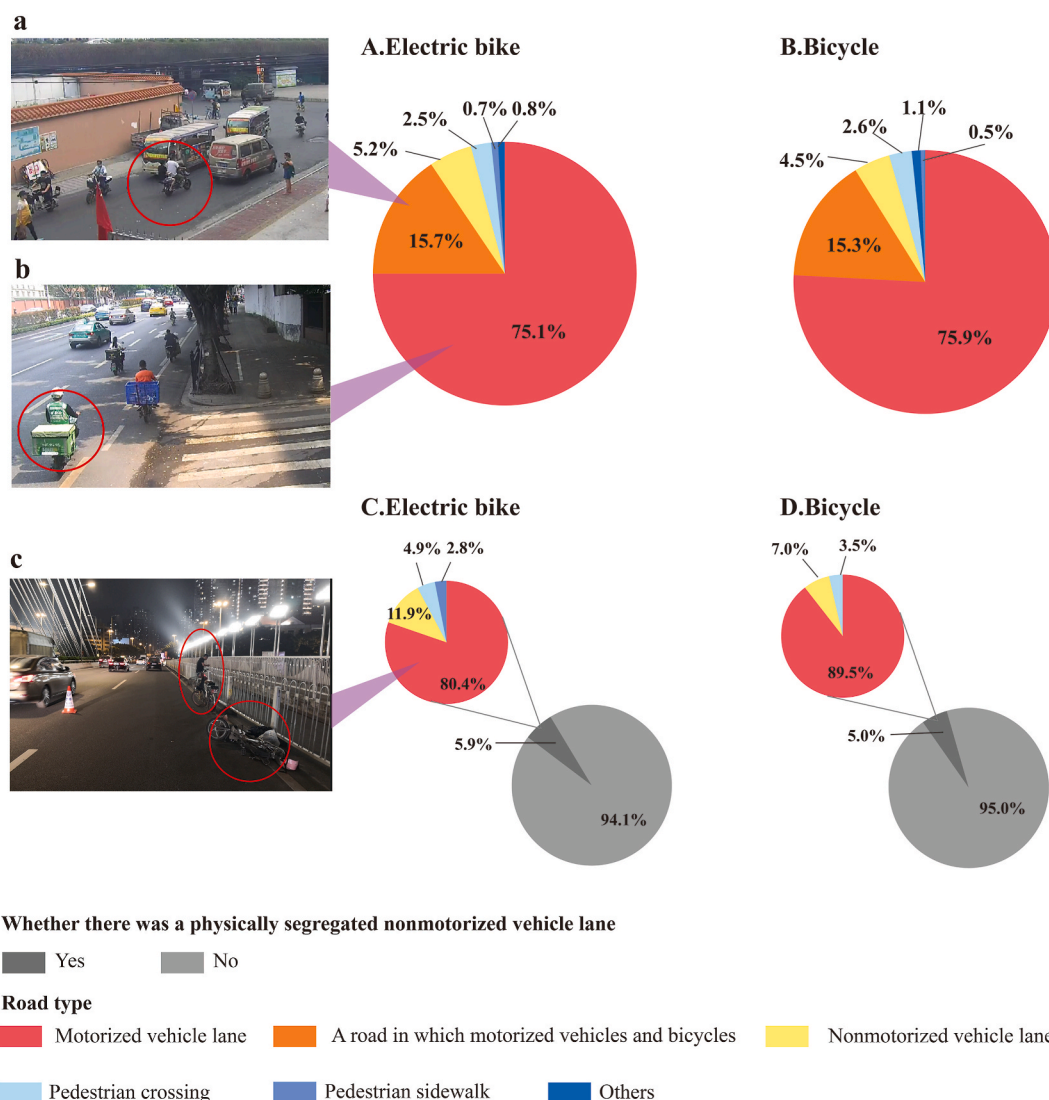 a
A.Electric bike
B.Bicycle
0.7%
0.8%
2.5%
5.2%
15.7%
75.1%
1.1%
2.6%
0.5%
4.5%
15.3%
75.9%
b
C.Electric bike
D.Bicycle
c
4.9%
2.8%
11.9%
80.4%
5.9%
94.1%
7.0%
3.5%
89.5%
5.0%
95.0%
Whether there was a physically segregated nonmotorized vehicle lane
Yes
No
Road type
Motorized vehicle lane
A road in which motorized vehicles and bicycles
Nonmotorized vehicle lane
Pedestrian crossing
Pedestrian sidewalk
Others